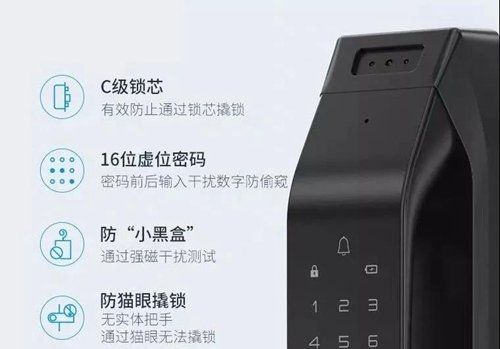 C级锁芯
有效防止通过锁芯撬锁
16位虚位密码
密码前后输入干扰数字防偷窥
防“小黑盒”
通过强磁干扰测试
防猫眼撬锁
无实体把手
通过猫眼无法撬锁
1 2 3
4 5 6